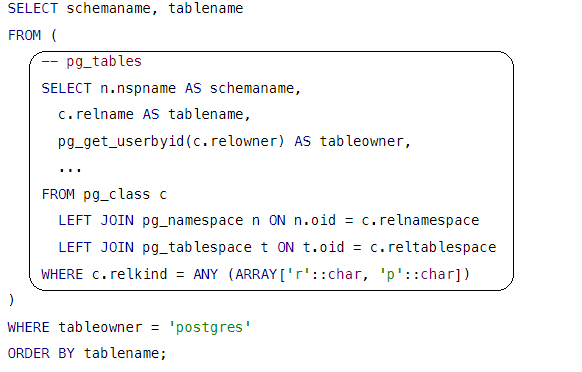 SELECT schemaname, tablename
FROM (
-- pg_tables
SELECT n.nspname AS schemaname,
c.relname AS tablename,
pg_get_userbyid(c.relowner) AS tableowner,
...
FROM pg_class c
LEFT JOIN pg_namespace n ON n.oid = c.relnamespace
LEFT JOIN pg_tablespace t ON t.oid = c.reltablespace
WHERE c.relkind = ANY (ARRAY['r'::char, 'p'::char])
)
WHERE tableowner = 'postgres'
ORDER BY tablename;